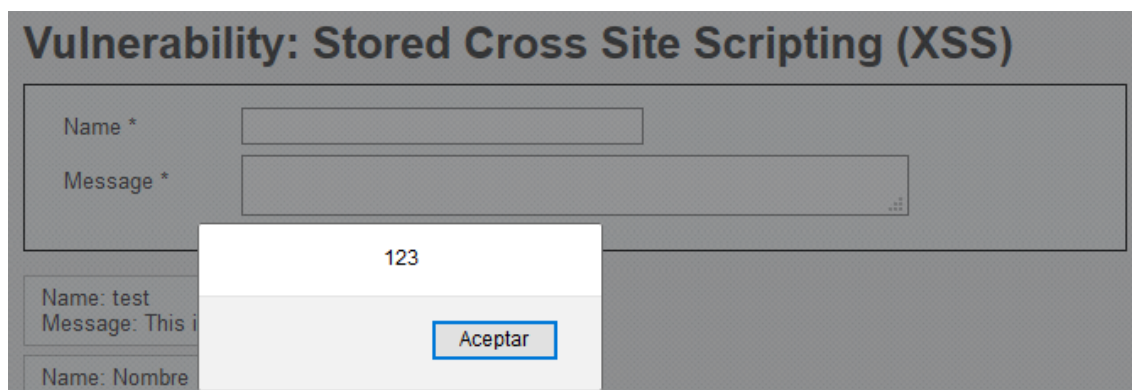 Vulnerability: Stored Cross Site Scripting (XSS)
Name *
Message *
123
Aceptar
Name: test
Message: This i
Name: Nombre